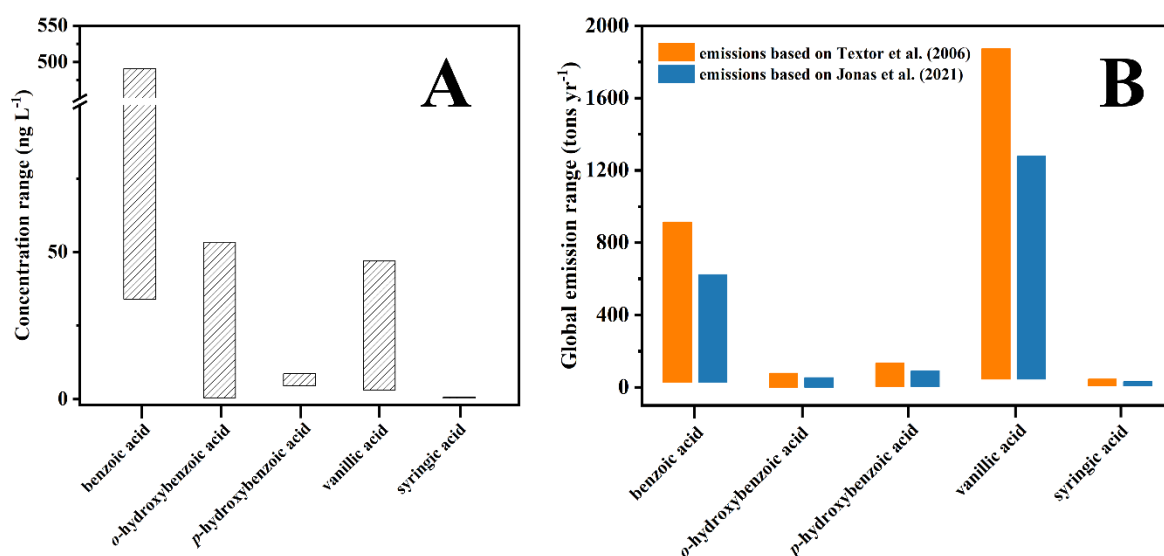 A
Concentration range (ng L-1)
550
500
50
0
benzoic acid
o-hydroxybenzoic acid
p-hydroxybenzoic acid
vanillic acid
syringic acid
B
Global emission range (tons yr-1)
2000
1600
1200
800
400
0
emissions based on Textor et al. (2006)
emissions based on Jonas et al. (2021)
benzoic acid
o-hydroxybenzoic acid
p-hydroxybenzoic acid
vanillic acid
syringic acid